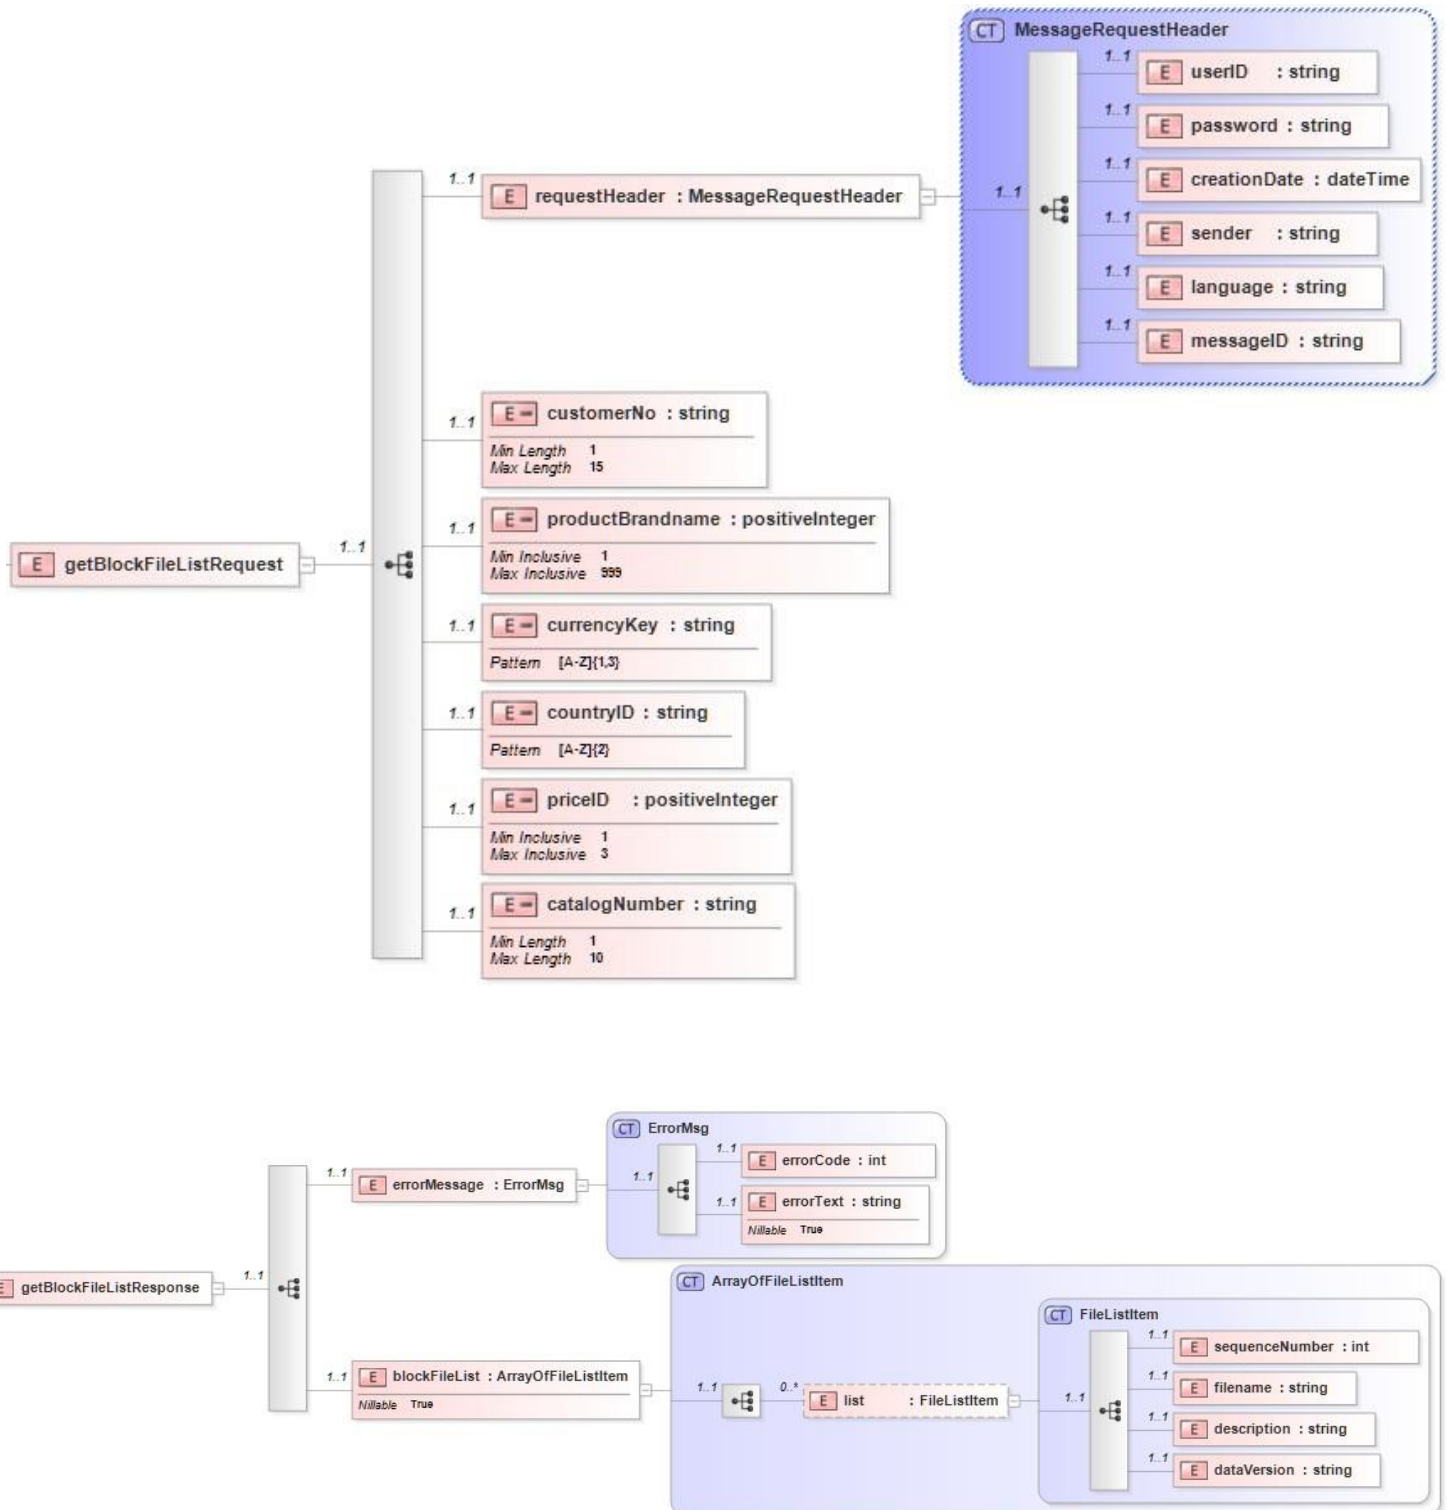 CT MessageRequestHeader
1..1
E userID : string
1..1
E password : string
1..1
E creationDate : dateTime
1..1
E sender : string
1..1
E language : string
1..1
E messageID : string
1..1
1..1
E requestHeader : MessageRequestHeader
1..1
E customerNo : string
Min Length 1
Max Length 15
1..1
E productBrandname : positiveInteger
Min Inclusive 1
Max Inclusive 999
1..1
E getBlockFileListRequest
1..1
E currencyKey : string
Pattern [A-Z]{1,3}
1..1
E countryID : string
Pattern [A-Z]{2}
1..1
E priceID : positiveInteger
Min Inclusive 1
Max Inclusive 3
1..1
E catalogNumber : string
Min Length 1
Max Length 10
CT ErrorMsg
1..1
E errorCode : int
1..1
E errorText : string
Nillable True
1..1
1..1
E errorMessage : ErrorMsg
E getBlockFileListResponse
1..1
CT ArrayOfFileListItem
1..1
E blockFileList : ArrayOfFileListItem
Nillable True
1..1
0..*
E list : FileListItem
CT FileListItem
1..1
1..1
E sequenceNumber : int
1..1
E filename : string
1..1
E description : string
1..1
E dataVersion : string